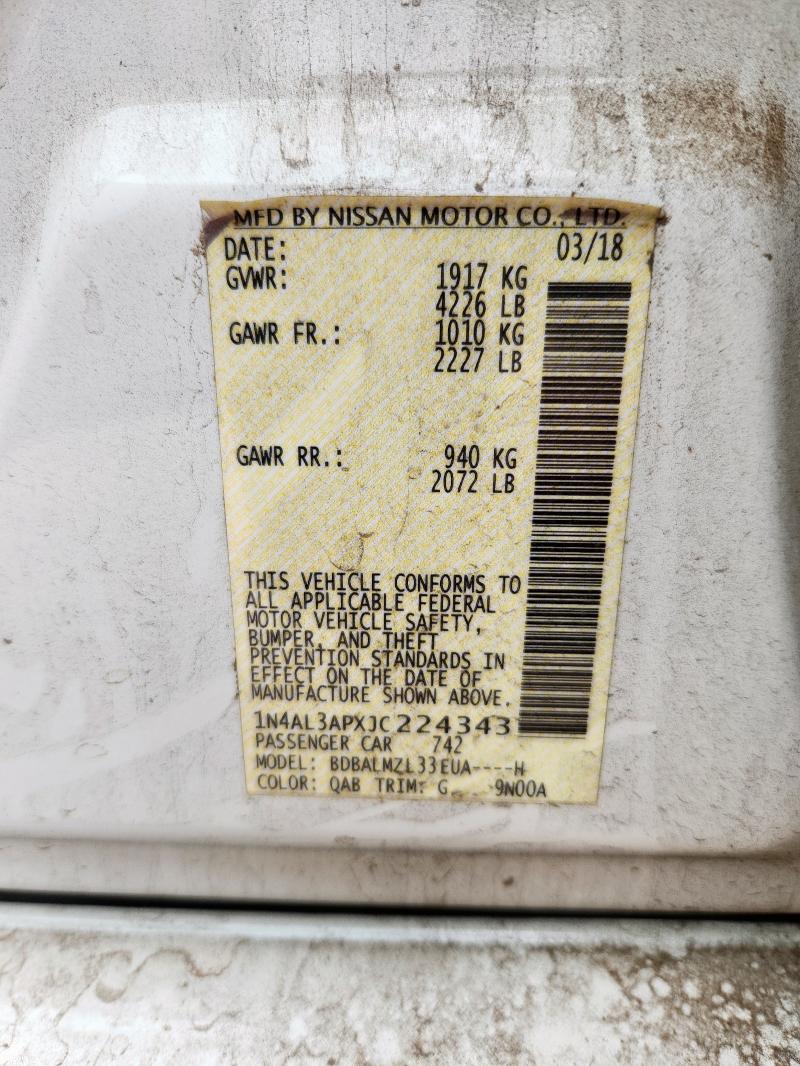 MFD BY NISSAN MOTOR CO., LTD.
DATE: 03/18
GVWR: 1917 KG
4226 LB
GAWR FR.: 1010 KG
2227 LB
GAWR RR.: 940 KG
2072 LB
THIS VEHICLE CONFORMS TO
ALL APPLICABLE FEDERAL
MOTOR VEHICLE SAFETY,
BUMPER, AND THEFT
PREVENTION STANDARDS IN
EFFECT ON THE DATE OF
MANUFACTURE SHOWN ABOVE.
1N4AL3APXJC224343
PASSENGER CAR 742
MODEL: BDBALMZL33EUA----H
COLOR: QAB TRIM: G 9N00A